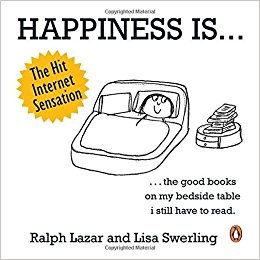 HAPPINESS IS...
The Hit
Internet
Sensation
...the good books
on my bedside table
i still have to read.
Ralph Lazar and Lisa Swerling